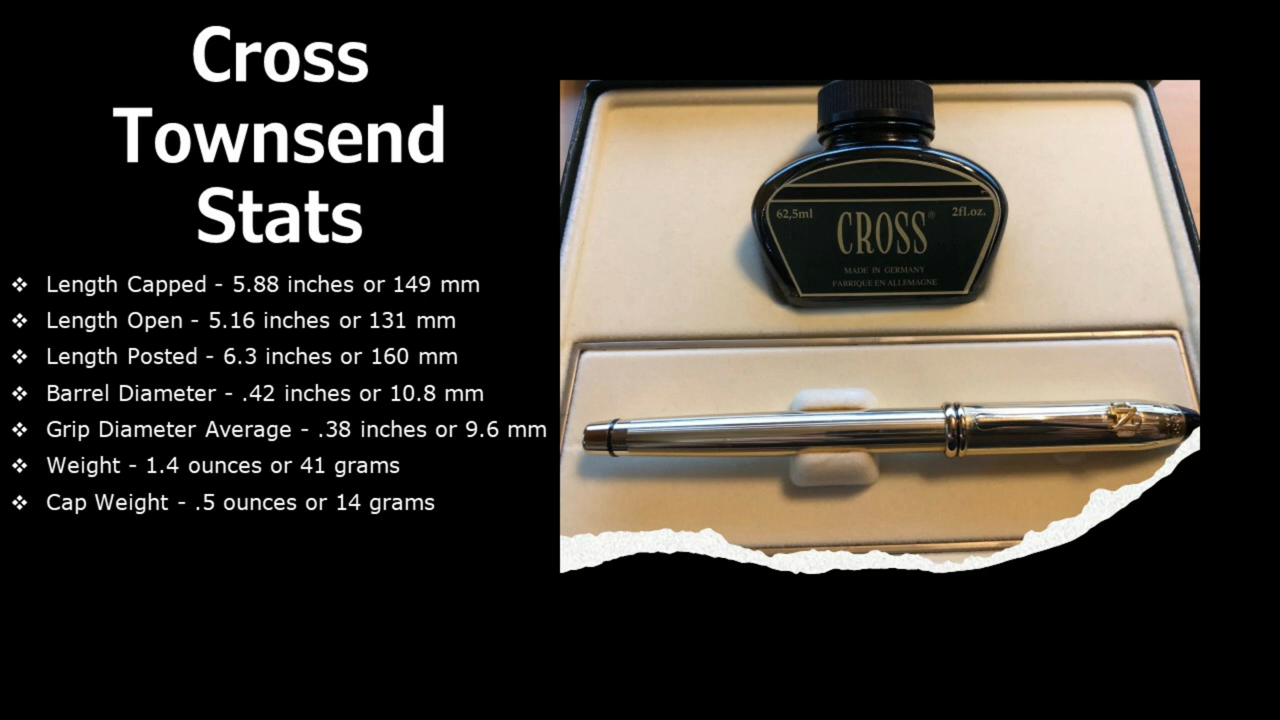 Cross
Townsend
Stats
❖ Length Capped - 5.88 inches or 149 mm
❖ Length Open - 5.16 inches or 131 mm
❖ Length Posted - 6.3 inches or 160 mm
❖ Barrel Diameter - .42 inches or 10.8 mm
❖ Grip Diameter Average - .38 inches or 9.6 mm
❖ Weight - 1.4 ounces or 41 grams
❖ Cap Weight - .5 ounces or 14 grams
62,5ml
CROSS®
2fl.oz.
MADE IN GERMANY
FABRIQUE EN ALLEMAGNE